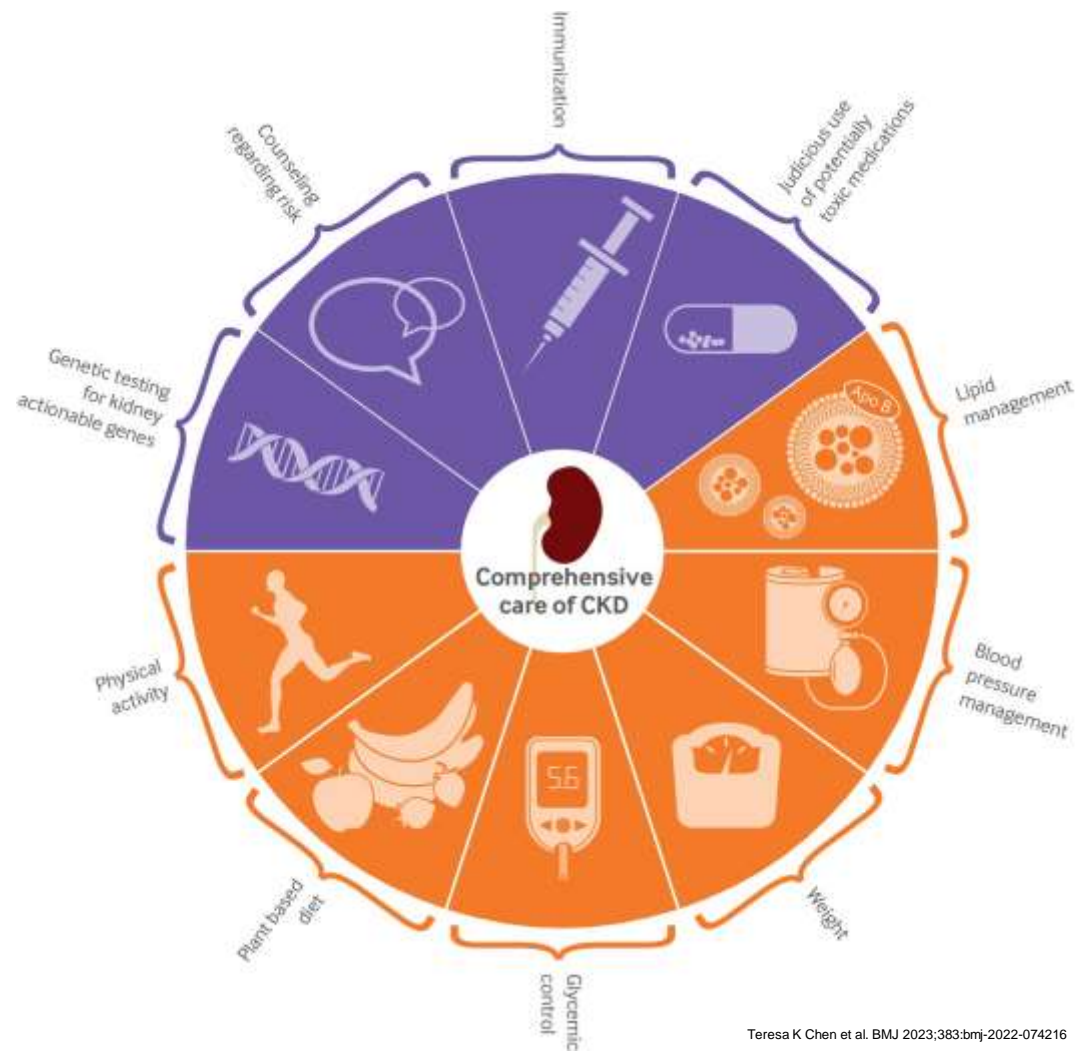 Immunization
Judicious use
of potentially
toxic medications
Counseling
regarding risk
Genetic testing
for kidney
actionable genes
Lipid
management
Apo B
Comprehensive
care of CKD
Physical
activity
Blood
pressure
management
5.6
Plant based
diet
Weight
Glycemic
control
Teresa K Chen et al. BMJ 2023;383:bmj-2022-074216